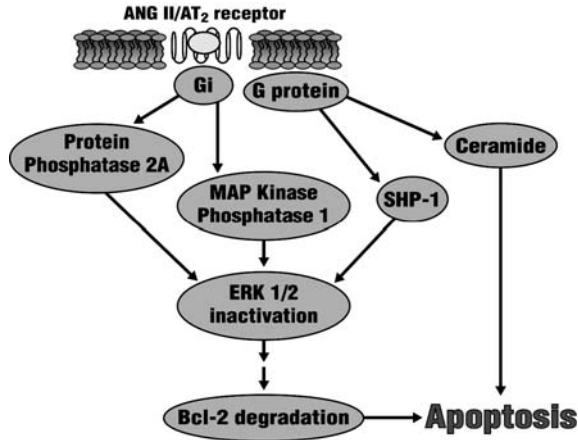 ANG II/AT₂ receptor
Gi
G protein
Protein
Phosphatase 2A
Ceramide
MAP Kinase
Phosphatase 1
SHP-1
ERK 1/2
inactivation
Bcl-2 degradation
Apoptosis